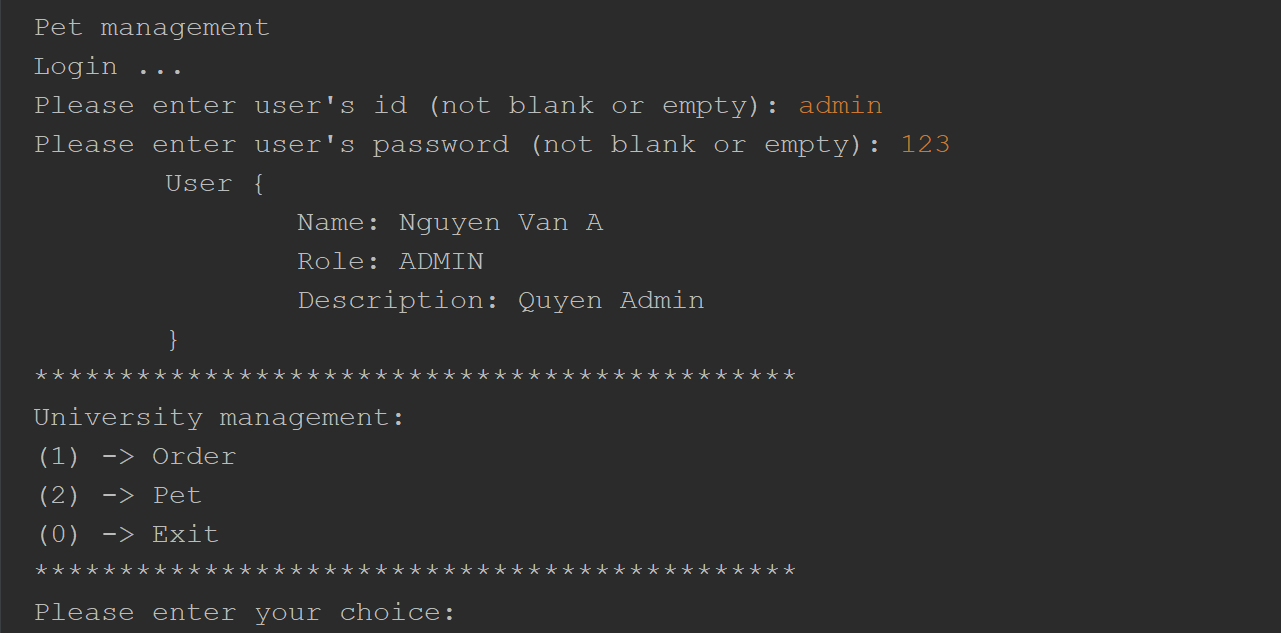 Pet management
Login ...
Please enter user's id (not blank or empty): admin
Please enter user's password (not blank or empty): 123
User {
Name: Nguyen Van A
Role: ADMIN
Description: Quyen Admin
}
*********************************************
University management:
(1) -> Order
(2) -> Pet
(0) -> Exit
*********************************************
Please enter your choice: